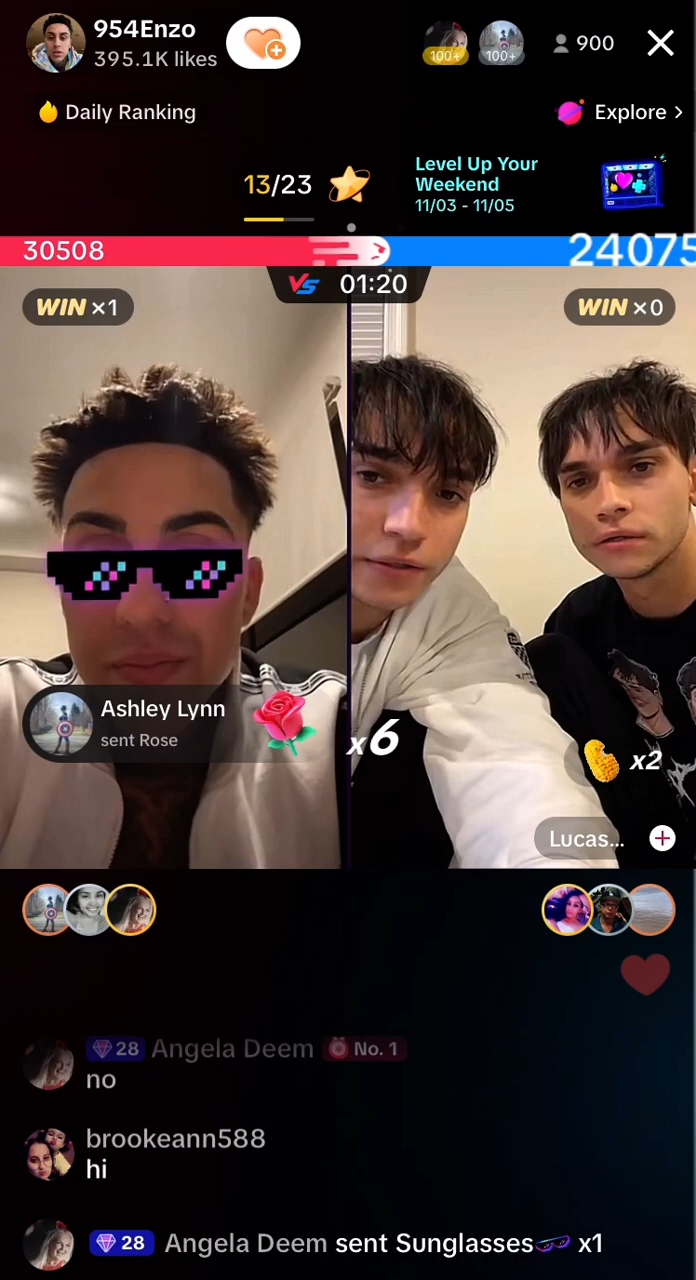 954Enzo
395.1K likes
100+
100+
900
Daily Ranking
Explore >
13/23
Level Up Your
Weekend
11/03 - 11/05
30508
24075
VS 01:20
WIN ×1
WIN ×0
Ashley Lynn
sent Rose
x6
x2
Lucas...
28 Angela Deem No. 1
no
brookeann588
hi
28 Angela Deem sent Sunglasses x1